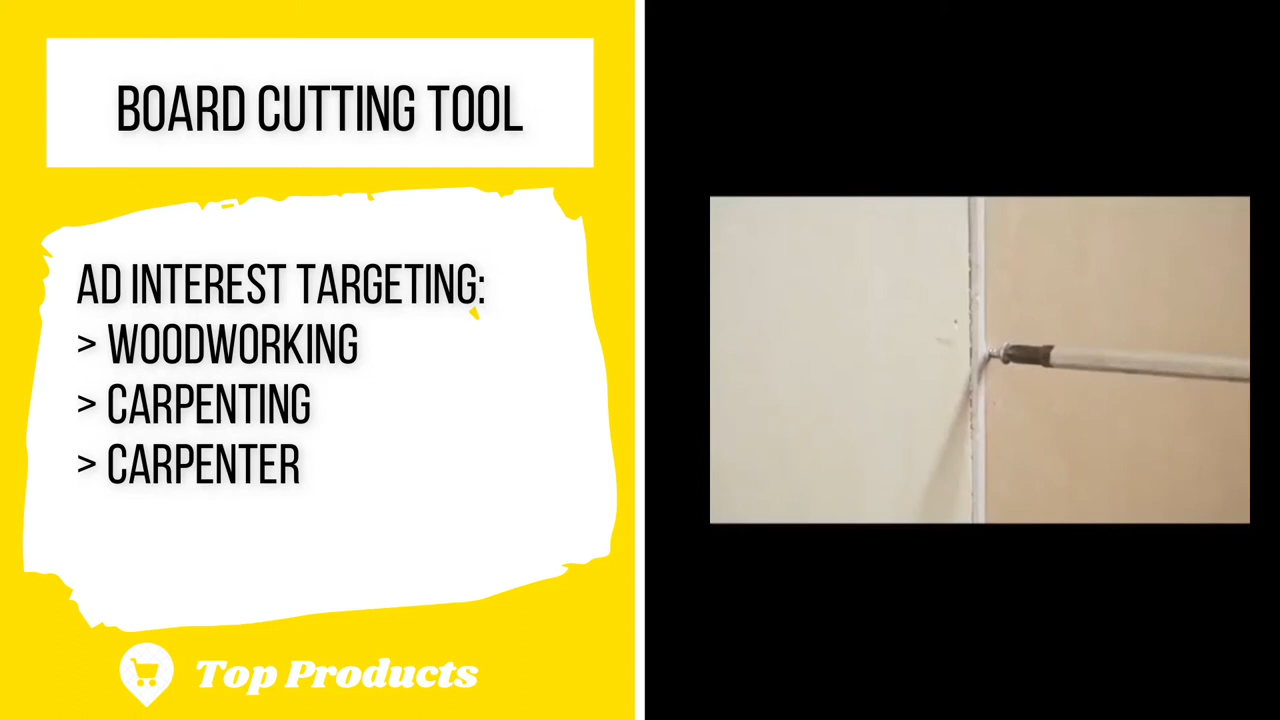 BOARD CUTTING TOOL
AD INTEREST TARGETING:
> WOODWORKING
> CARPENTING
> CARPENTER
Top Products